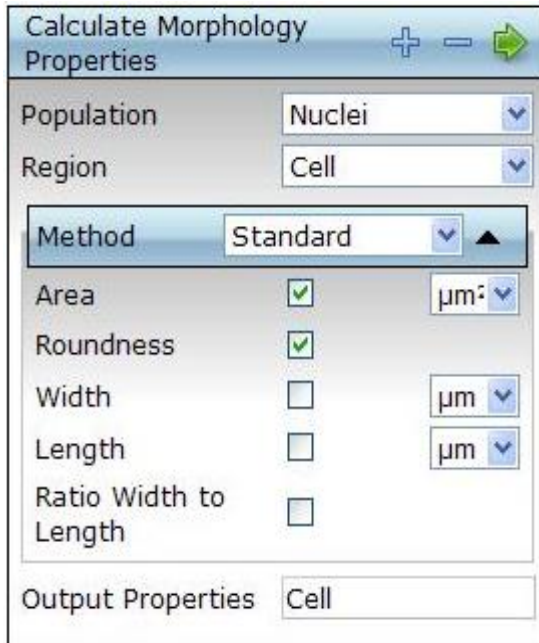 Calculate Morphology
Properties
Population Nuclei
Region Cell
Method Standard
Area µm²
Roundness
Width µm
Length µm
Ratio Width to
Length
Output Properties Cell